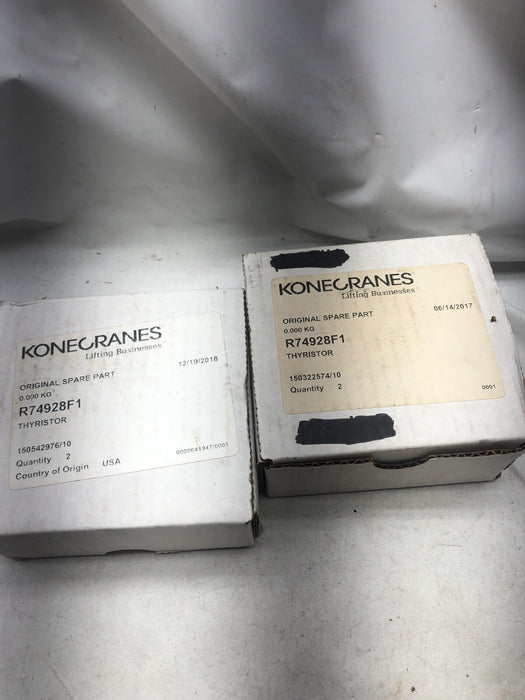 KONECRANES
Lifting Businesses
ORIGINAL SPARE PART 12/19/2018
0.000 KG
R74928F1
THYRISTOR
150542976/10
Quantity 2 0000641947/0001
Country of Origin USA
KONECRANES
Lifting Businesses
ORIGINAL SPARE PART 06/14/2017
0.000 KG
R74928F1
THYRISTOR
150322574/10
Quantity 2 0001